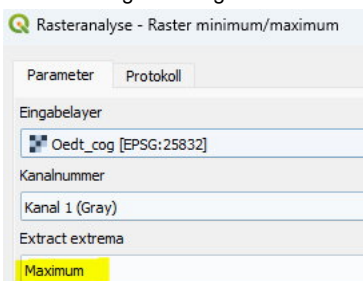 Rasteranalyse - Raster minimum/maximum
Parameter Protokoll
Eingabelayer
Oedt_cog [EPSG:25832]
Kanalnummer
Kanal 1 (Gray)
Extract extrema
Maximum